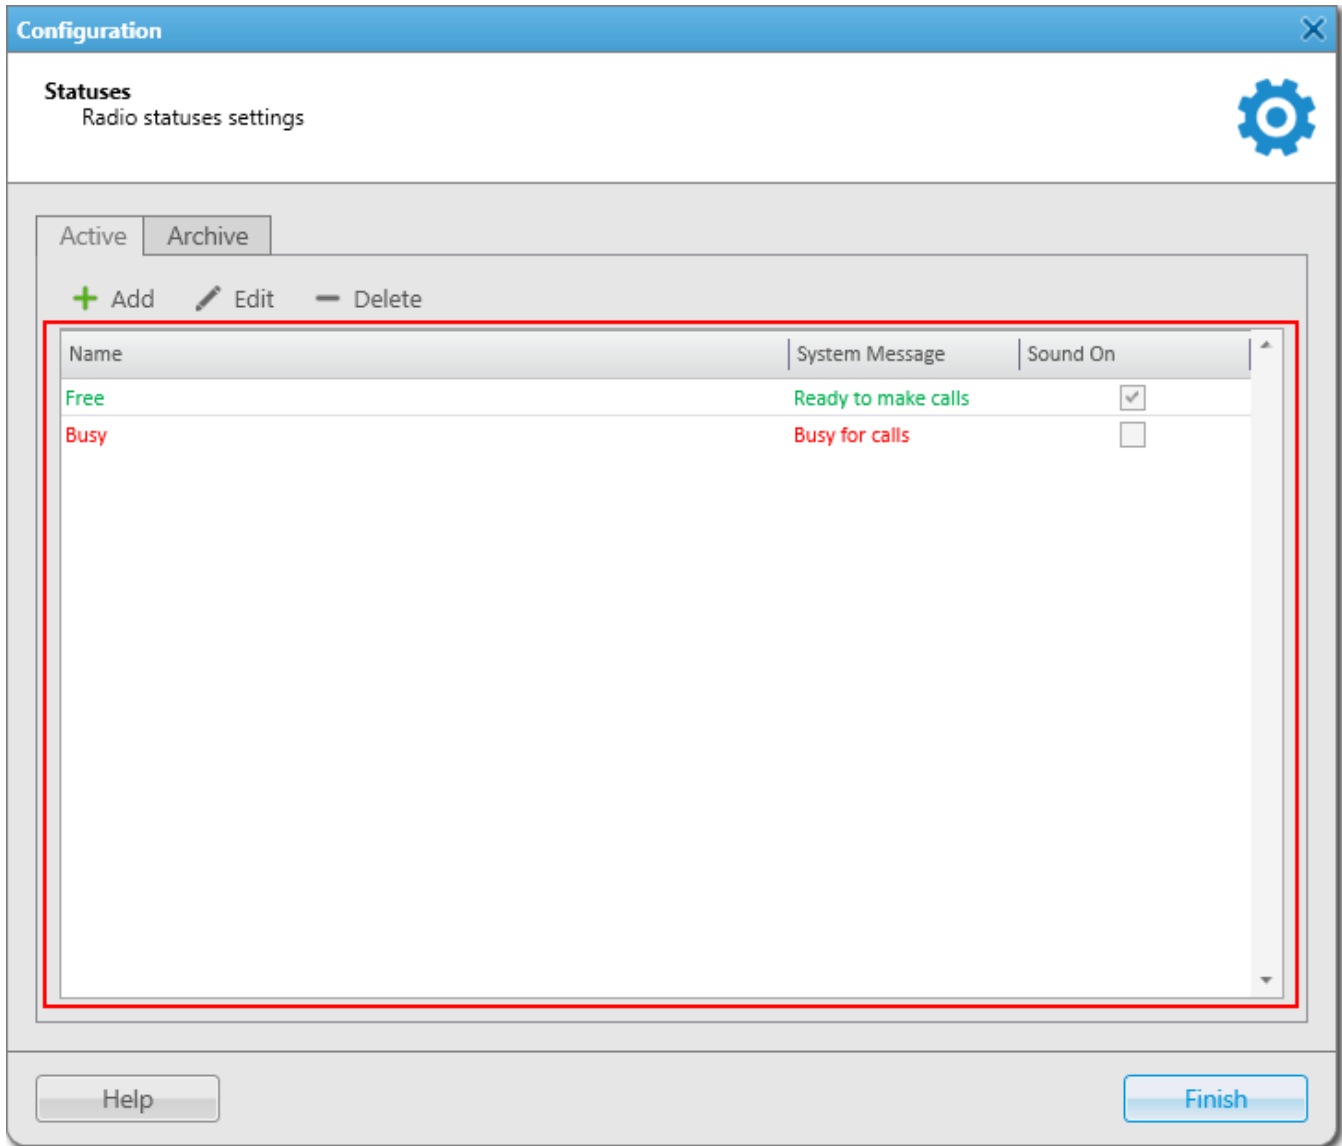 Configuration
Statuses
Radio statuses settings
Active Archive
Add Edit Delete
Name System Message Sound On
Free Ready to make calls
Busy Busy for calls
Help Finish